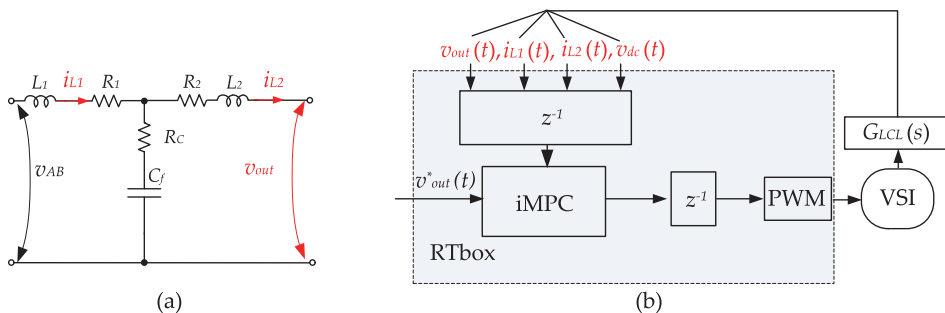 L1 iL1 R1 R2 L2 iL2
RC
vAB Cf vout
(a)
vout(t), iL1(t), iL2(t), vdc(t)
z-1
GLCL(s)
v*out(t)
iMPC z-1 PWM VSI
RTbox
(b)